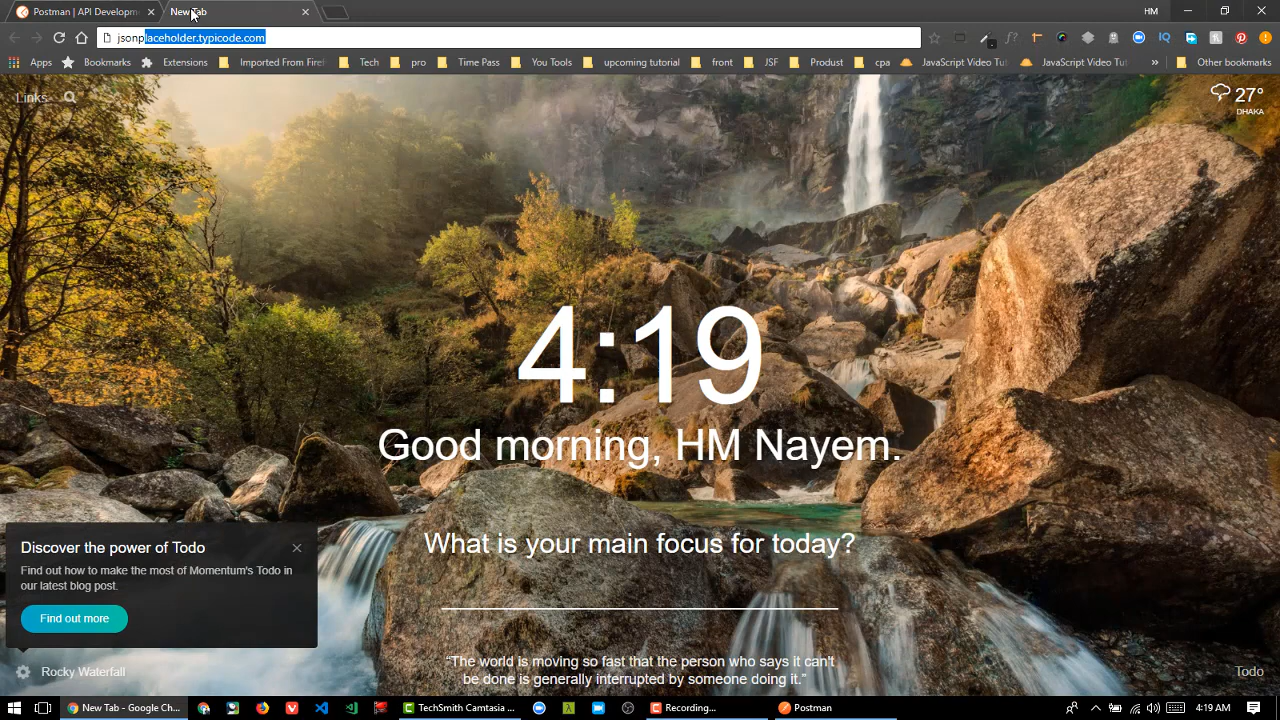 Postman | API Developm
New Tab
HM
jsonplaceholder.typicode.com
Apps
Bookmarks
Extensions
Imported From Firef
Tech
pro
Time Pass
You Tools
upcoming tutorial
front
JSF
Produst
cpa
JavaScript Video Tut
JavaScript Video Tut
»
Other bookmarks
Links
27°
DHAKA
4:19
Good morning, HM Nayem.
What is your main focus for today?
Discover the power of Todo
Find out how to make the most of Momentum's Todo in
our latest blog post.
Find out more
Rocky Waterfall
“The world is moving so fast that the person who says it can't
be done is generally interrupted by someone doing it.”
Todo
New Tab - Google Ch...
TechSmith Camtasia ...
Recording...
Postman
4:19 AM